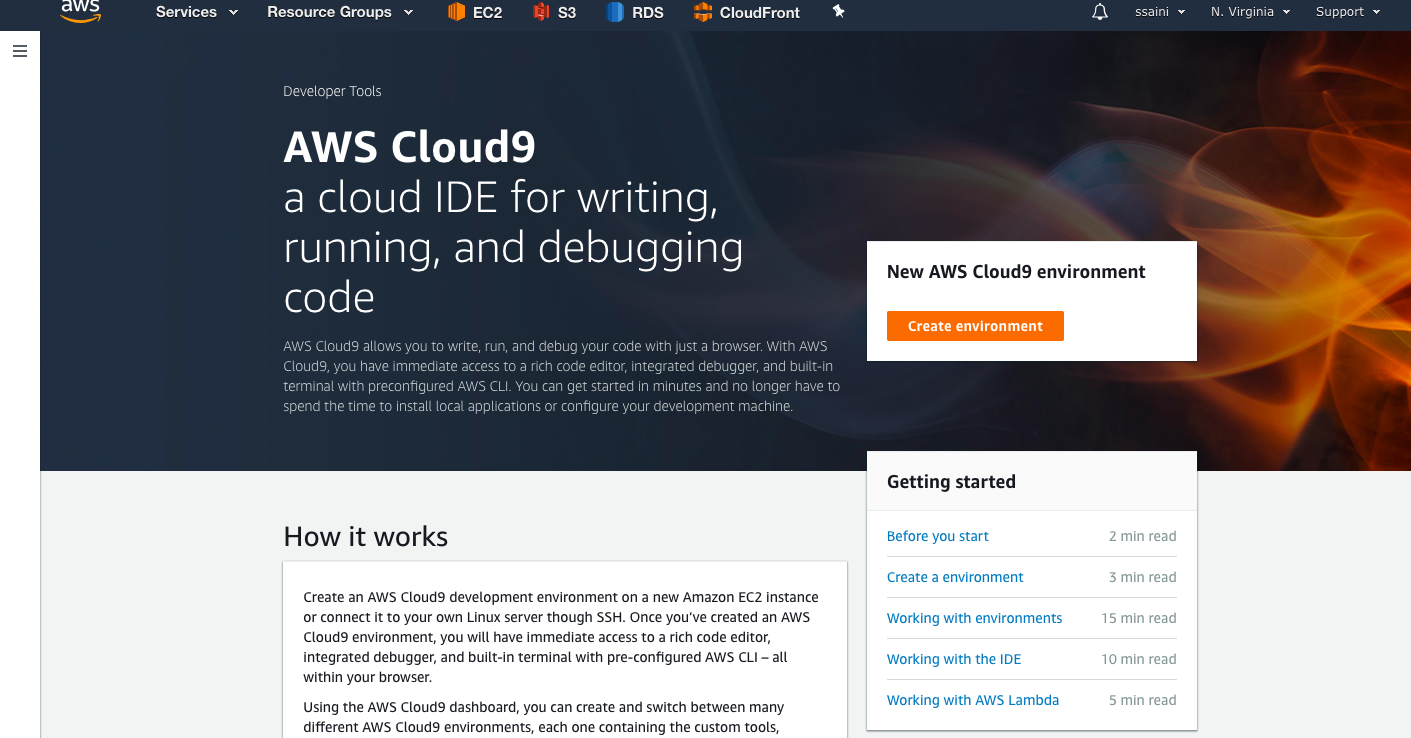 aws Services Resource Groups EC2 S3 RDS CloudFront ssaini N. Virginia Support
Developer Tools
AWS Cloud9
a cloud IDE for writing,
running, and debugging
code
AWS Cloud9 allows you to write, run, and debug your code with just a browser. With AWS
Cloud9, you have immediate access to a rich code editor, integrated debugger, and built-in
terminal with preconfigured AWS CLI. You can get started in minutes and no longer have to
spend the time to install local applications or configure your development machine.
New AWS Cloud9 environment
Create environment
How it works
Create an AWS Cloud9 development environment on a new Amazon EC2 instance
or connect it to your own Linux server though SSH. Once you’ve created an AWS
Cloud9 environment, you will have immediate access to a rich code editor,
integrated debugger, and built-in terminal with pre-configured AWS CLI – all
within your browser.
Using the AWS Cloud9 dashboard, you can create and switch between many
different AWS Cloud9 environments, each one containing the custom tools,
Getting started
Before you start 2 min read
Create a environment 3 min read
Working with environments 15 min read
Working with the IDE 10 min read
Working with AWS Lambda 5 min read